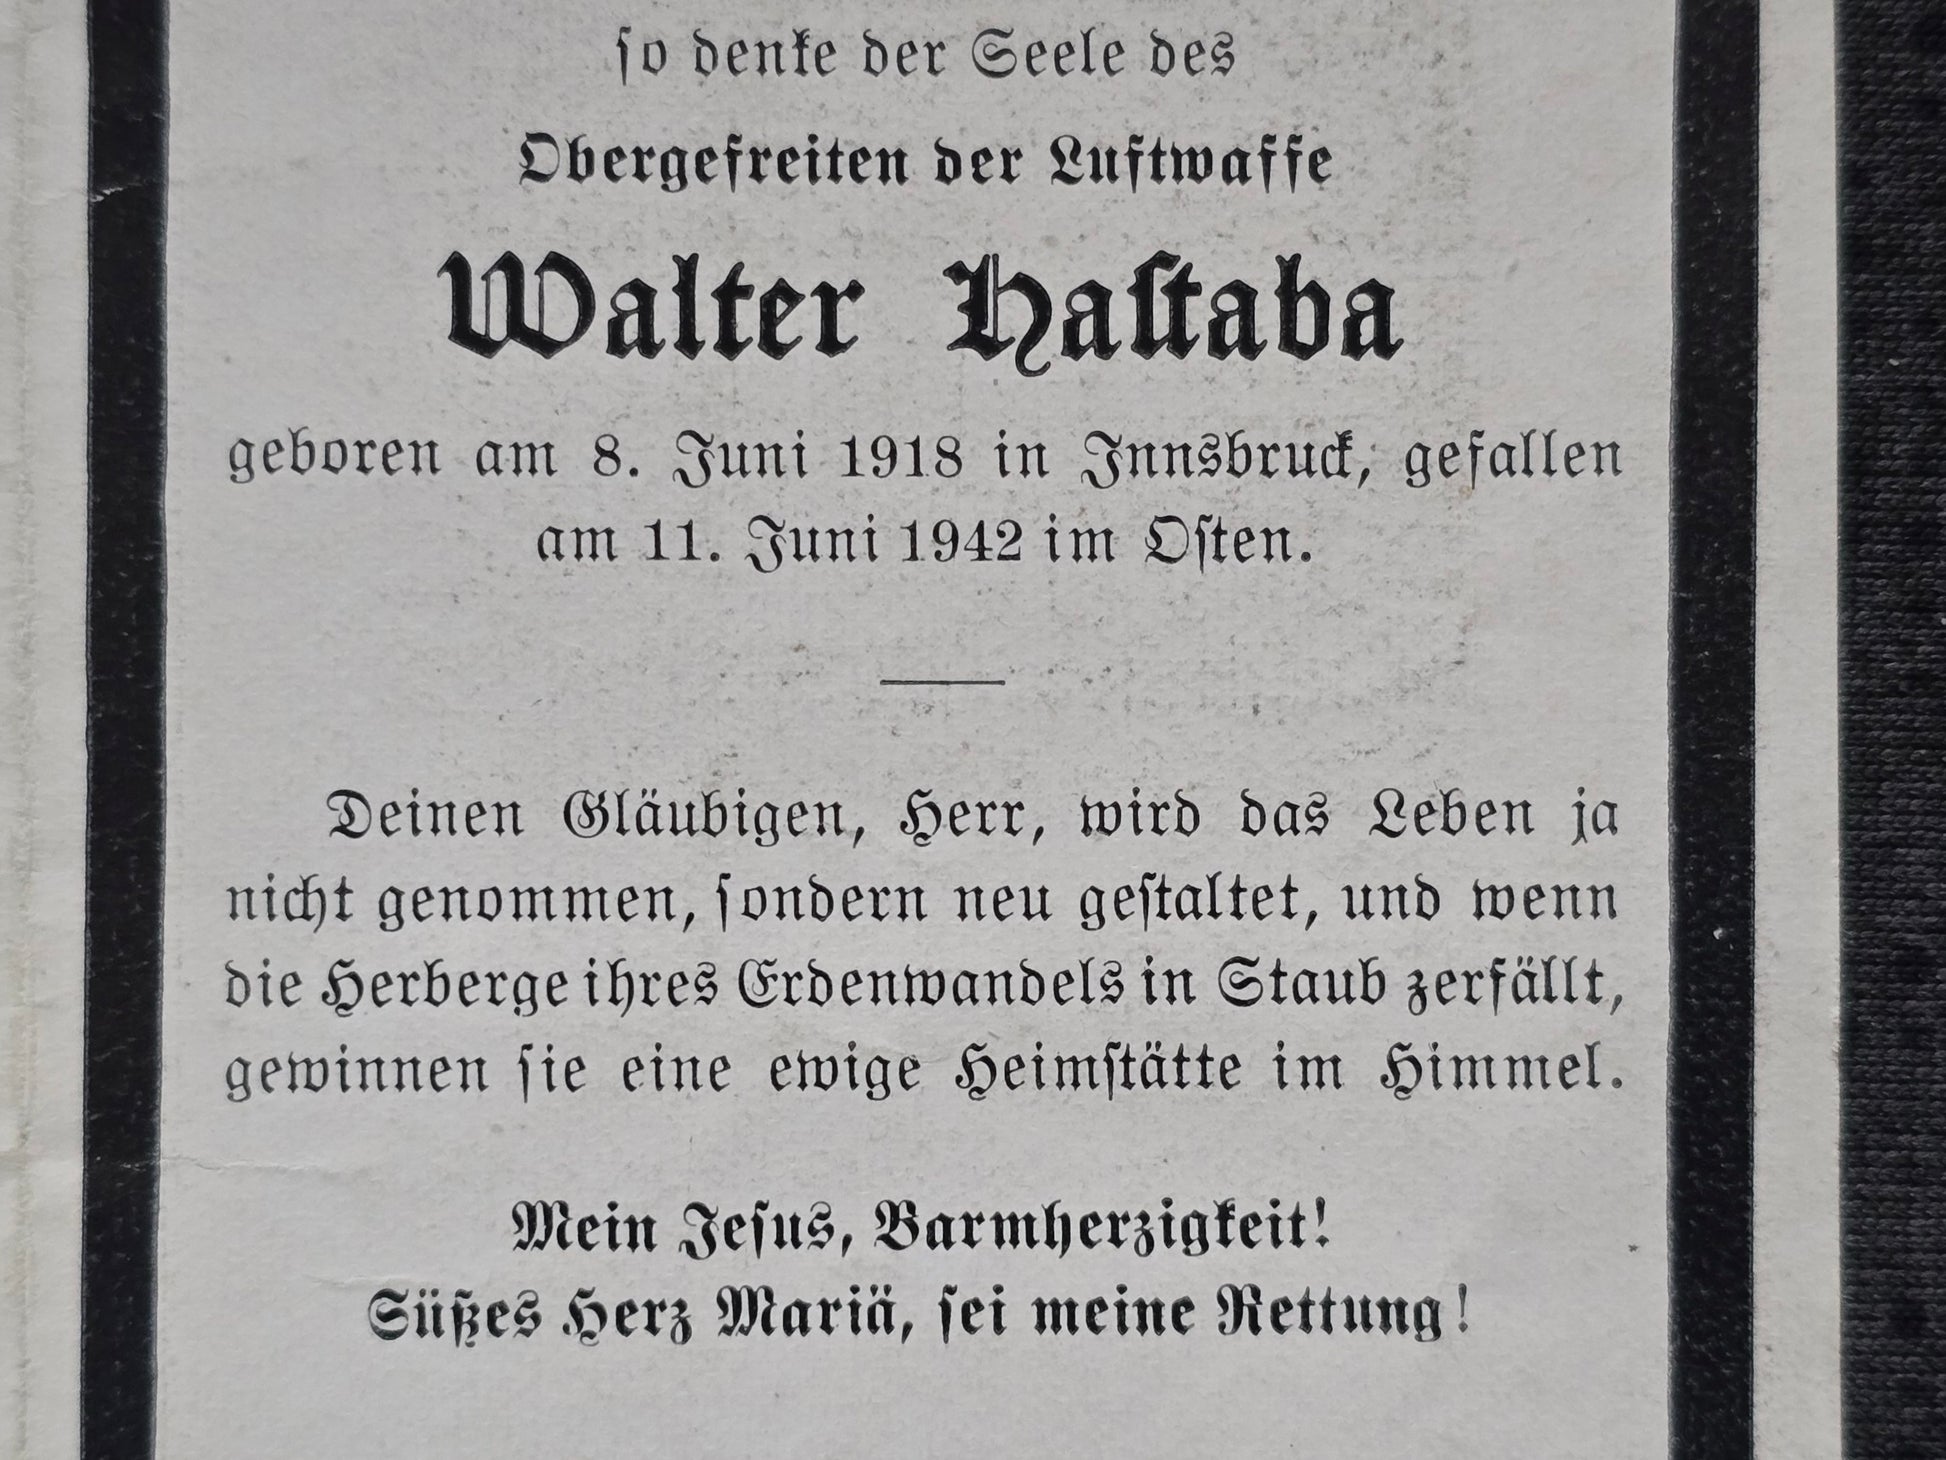 so denke der Seele des
Obergefreiten der Luftwaffe
Walter Hastaba
geboren am 8. Juni 1918 in Innsbruck, gefallen
am 11. Juni 1942 im Osten.
Deinen Gläubigen, Herr, wird das Leben ja
nicht genommen, sondern neu gestaltet, und wenn
die Herberge ihres Erdenwandels in Staub zerfällt,
gewinnen sie eine ewige Heimstätte im Himmel.
Mein Jesus, Barmherzigkeit!
Süßes Herz Mariä, sei meine Rettung!